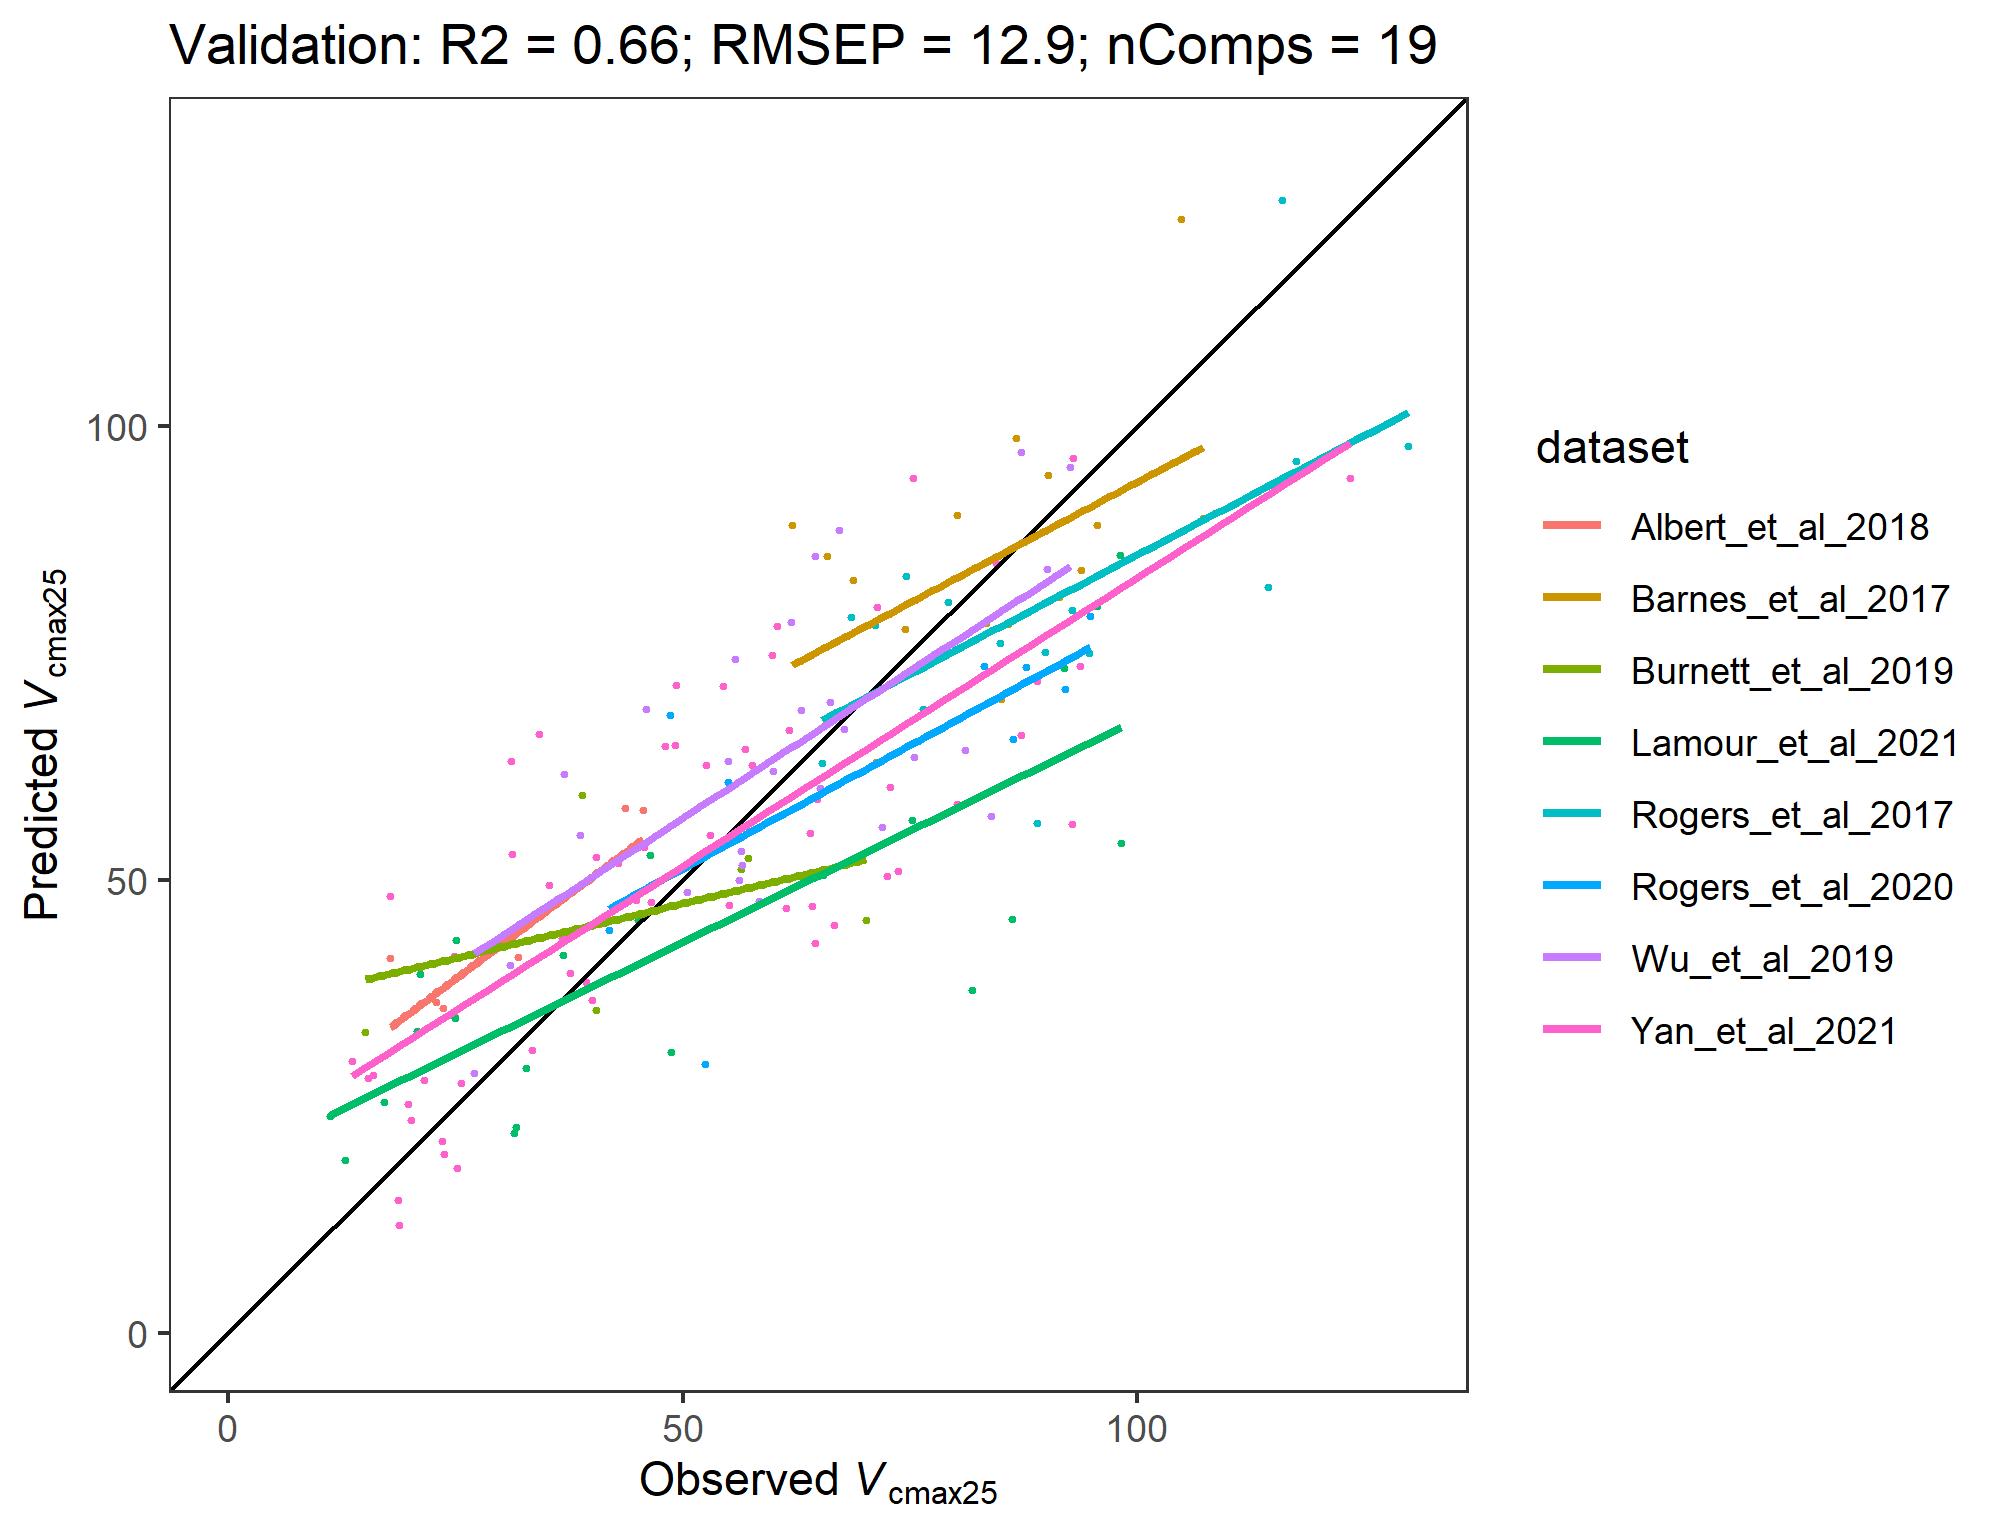 Validation: R2 = 0.66; RMSEP = 12.9; nComps = 19
100
50
0
Predicted Vcmax25
0 50 100
Observed Vcmax25
dataset
Albert_et_al_2018
Barnes_et_al_2017
Burnett_et_al_2019
Lamour_et_al_2021
Rogers_et_al_2017
Rogers_et_al_2020
Wu_et_al_2019
Yan_et_al_2021